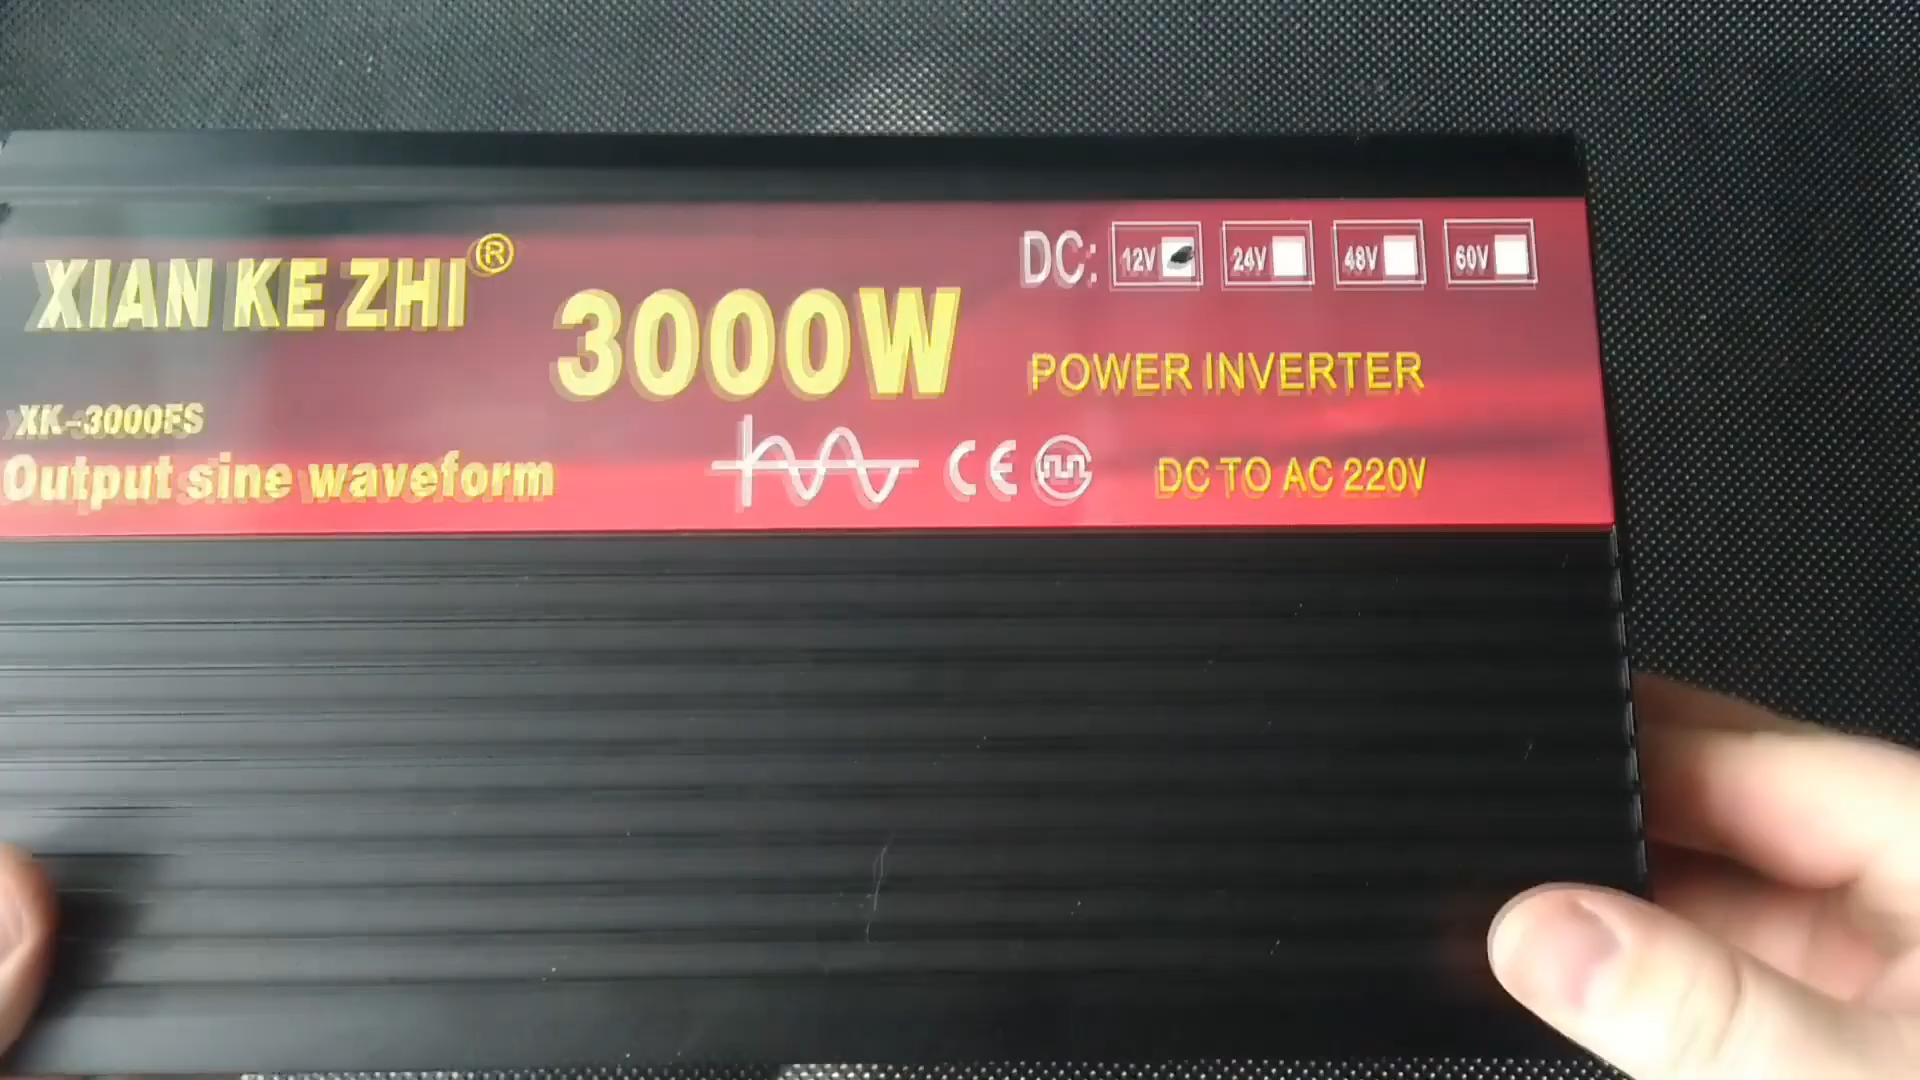 XIAN KE ZHI®
3000W
DC: 12V 24V 48V 60V
POWER INVERTER
XK-3000FS
Output sine waveform
CE
DC TO AC 220V